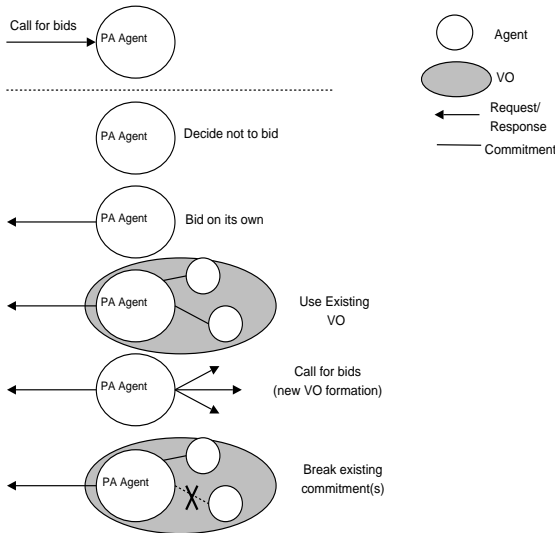 Call for bids
PA Agent
Agent
VO
Request/
Response
Commitment
PA Agent
Decide not to bid
PA Agent
Bid on its own
PA Agent
Use Existing
VO
PA Agent
Call for bids
(new VO formation)
PA Agent
Break existing
commitment(s)